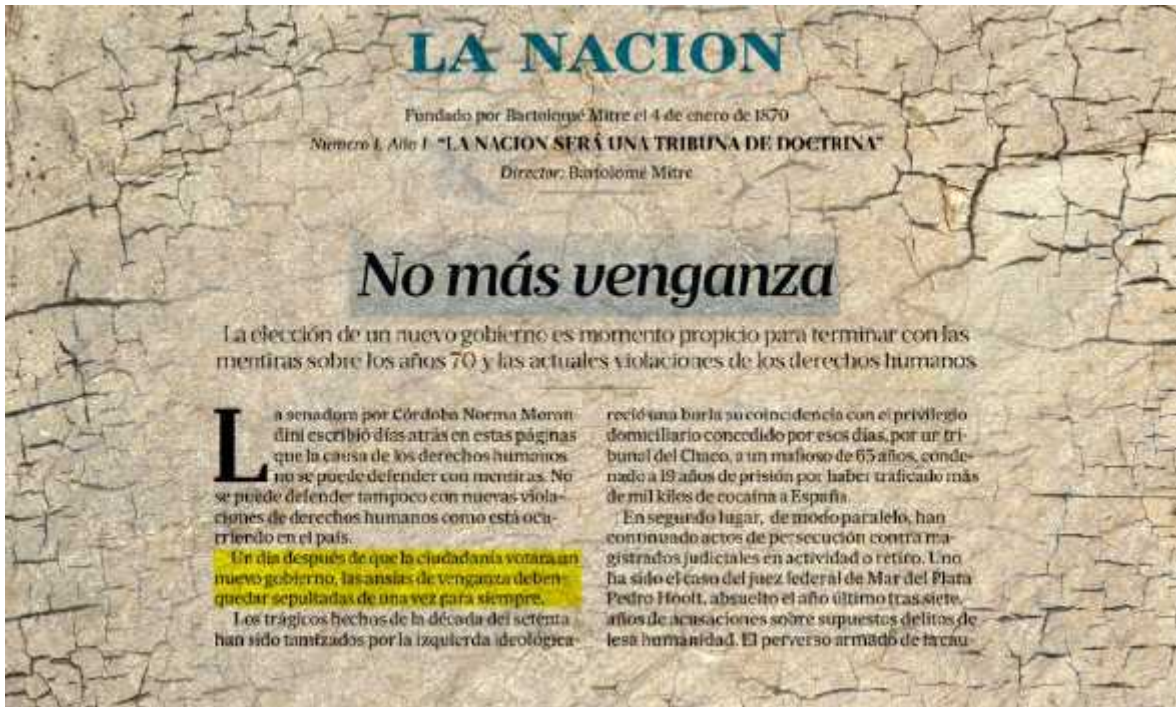 LA NACION
Fundado por Bartolomé Mitre el 4 de enero de 1870
Numero 1, Año 1 "LA NACION SERÁ UNA TRIBUNA DE DOCTRINA"
Director: Bartolomé Mitre
No más venganza
La elección de un nuevo gobierno es momento propicio para terminar con las
mentiras sobre los años 70 y las actuales violaciones de los derechos humanos
La senadora por Córdoba Norma Moran
dini escribió días atrás en estas páginas
que la causa de los derechos humanos
no se puede defender con mentiras. No
se puede defender tampoco con nuevas viola-
ciones de derechos humanos como está ocu-
rriendo en el país.
Un día después de que la ciudadanía votara un
nuevo gobierno, las ansias de venganza deben
quedar sepultadas de una vez para siempre.
Los trágicos hechos de la década del setenta
han sido tamizados por la izquierda ideológica-
reció una burla su coincidencia con el privilegio
domiciliario concedido por esos días, por un tri-
bunal del Chaco, a un mafioso de 65 años, conde-
nado a 19 años de prisión por haber traficado más
de mil kilos de cocaína a España.
En segundo lugar, de modo paralelo, han
continuado actos de persecución contra ma-
gistrados judiciales en actividad o retiro. Uno
ha sido el caso del juez federal de Mar del Plata
Pedro Hooft, absuelto el año último tras siete
años de acusaciones sobre supuestos delitos de
lesa humanidad. El perverso armado de la cau